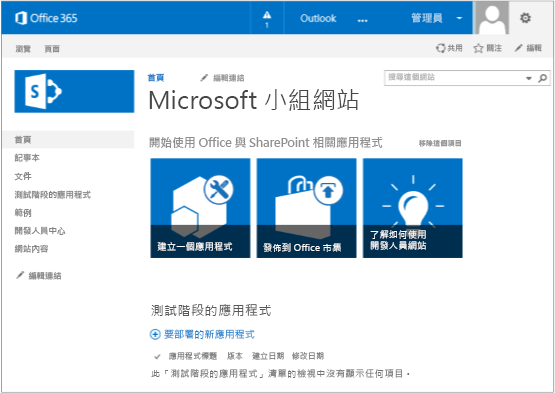 Office 365
1
Outlook
...
管理員
瀏覽 頁面
共用 關注 編輯
S
首頁 編輯連結
搜尋這個網站
Microsoft 小組網站
首頁
記事本
文件
測試階段的應用程式
範例
開發人員中心
網站內容
編輯連結
開始使用 Office 與 SharePoint 相關應用程式
移除這個項目
建立一個應用程式
發佈到 Office 市集
了解如何使用
開發人員網站
測試階段的應用程式
要部署的新應用程式
應用程式標題 版本 建立日期 修改日期
此「測試階段的應用程式」清單的檢視中沒有顯示任何項目。